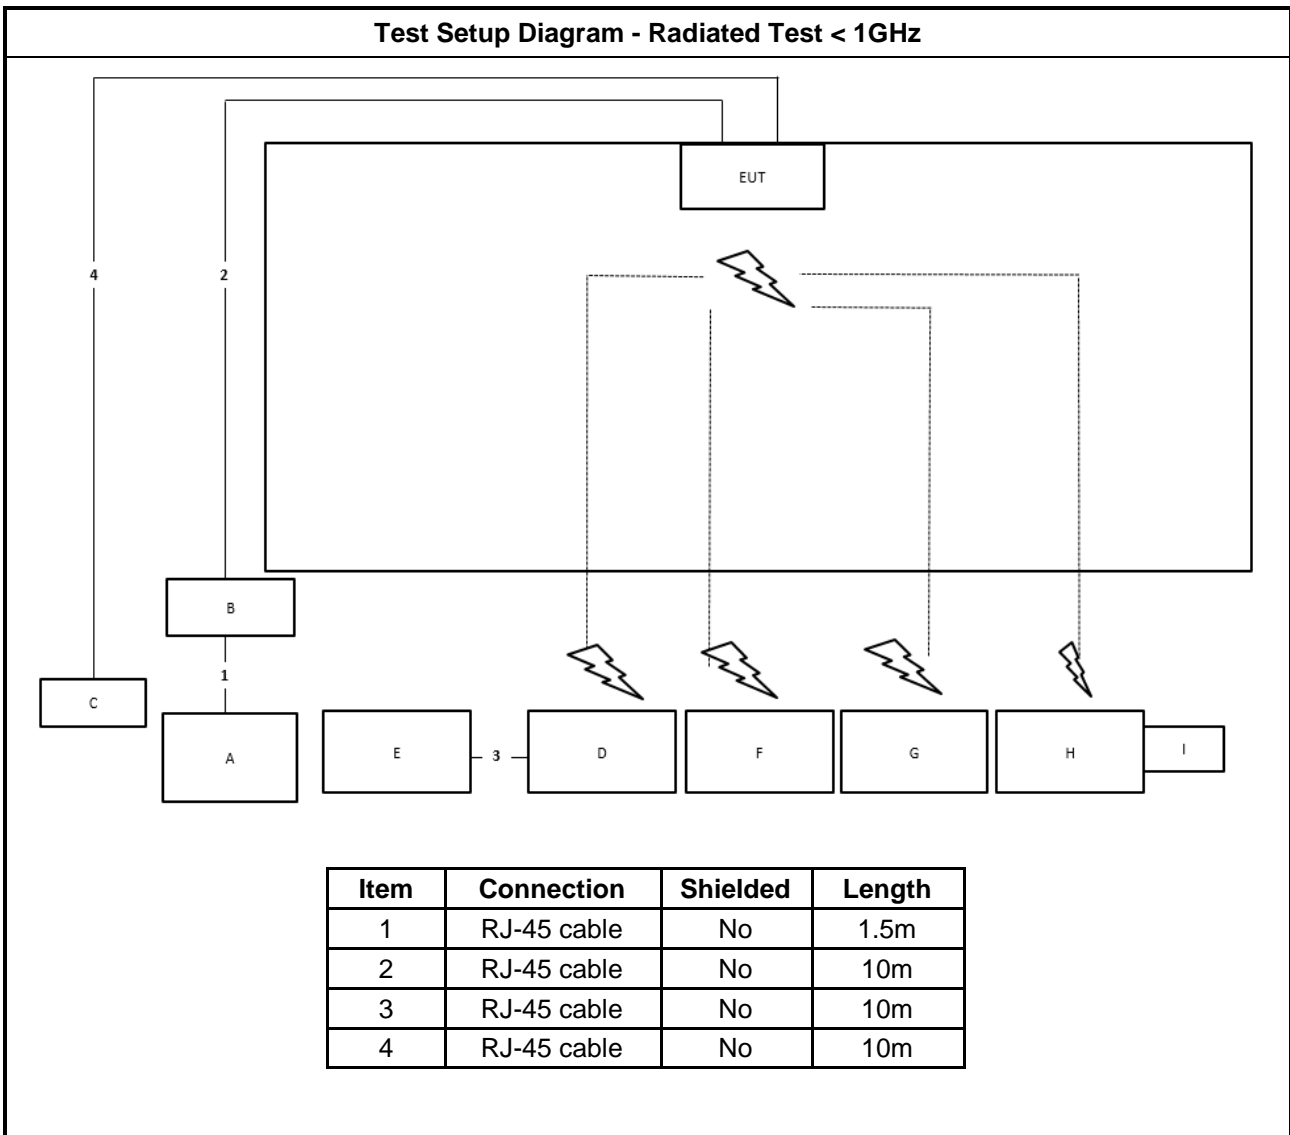 Test Setup Diagram - Radiated Test < 1GHz
EUT
4
2
B
1
C
A
E
3
D
F
G
H
I
Item Connection Shielded Length
1 RJ-45 cable No 1.5m
2 RJ-45 cable No 10m
3 RJ-45 cable No 10m
4 RJ-45 cable No 10m